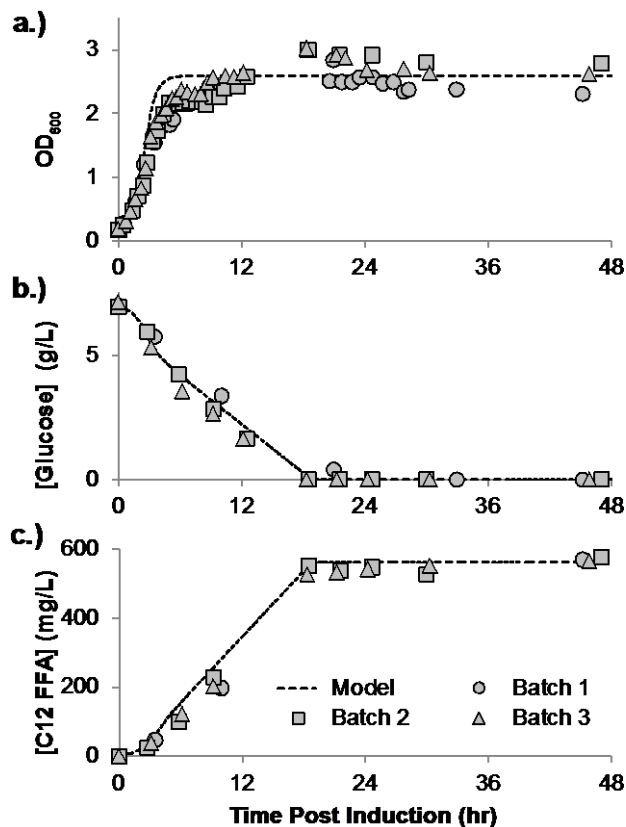 a.)
3
2
1
0
OD600
0 12 24 36 48
b.)
5
0
[Glucose] (g/L)
0 12 24 36 48
c.)
600
400
200
0
[C12 FFA] (mg/L)
Model Batch 1
Batch 2 Batch 3
0 12 24 36 48
Time Post Induction (hr)